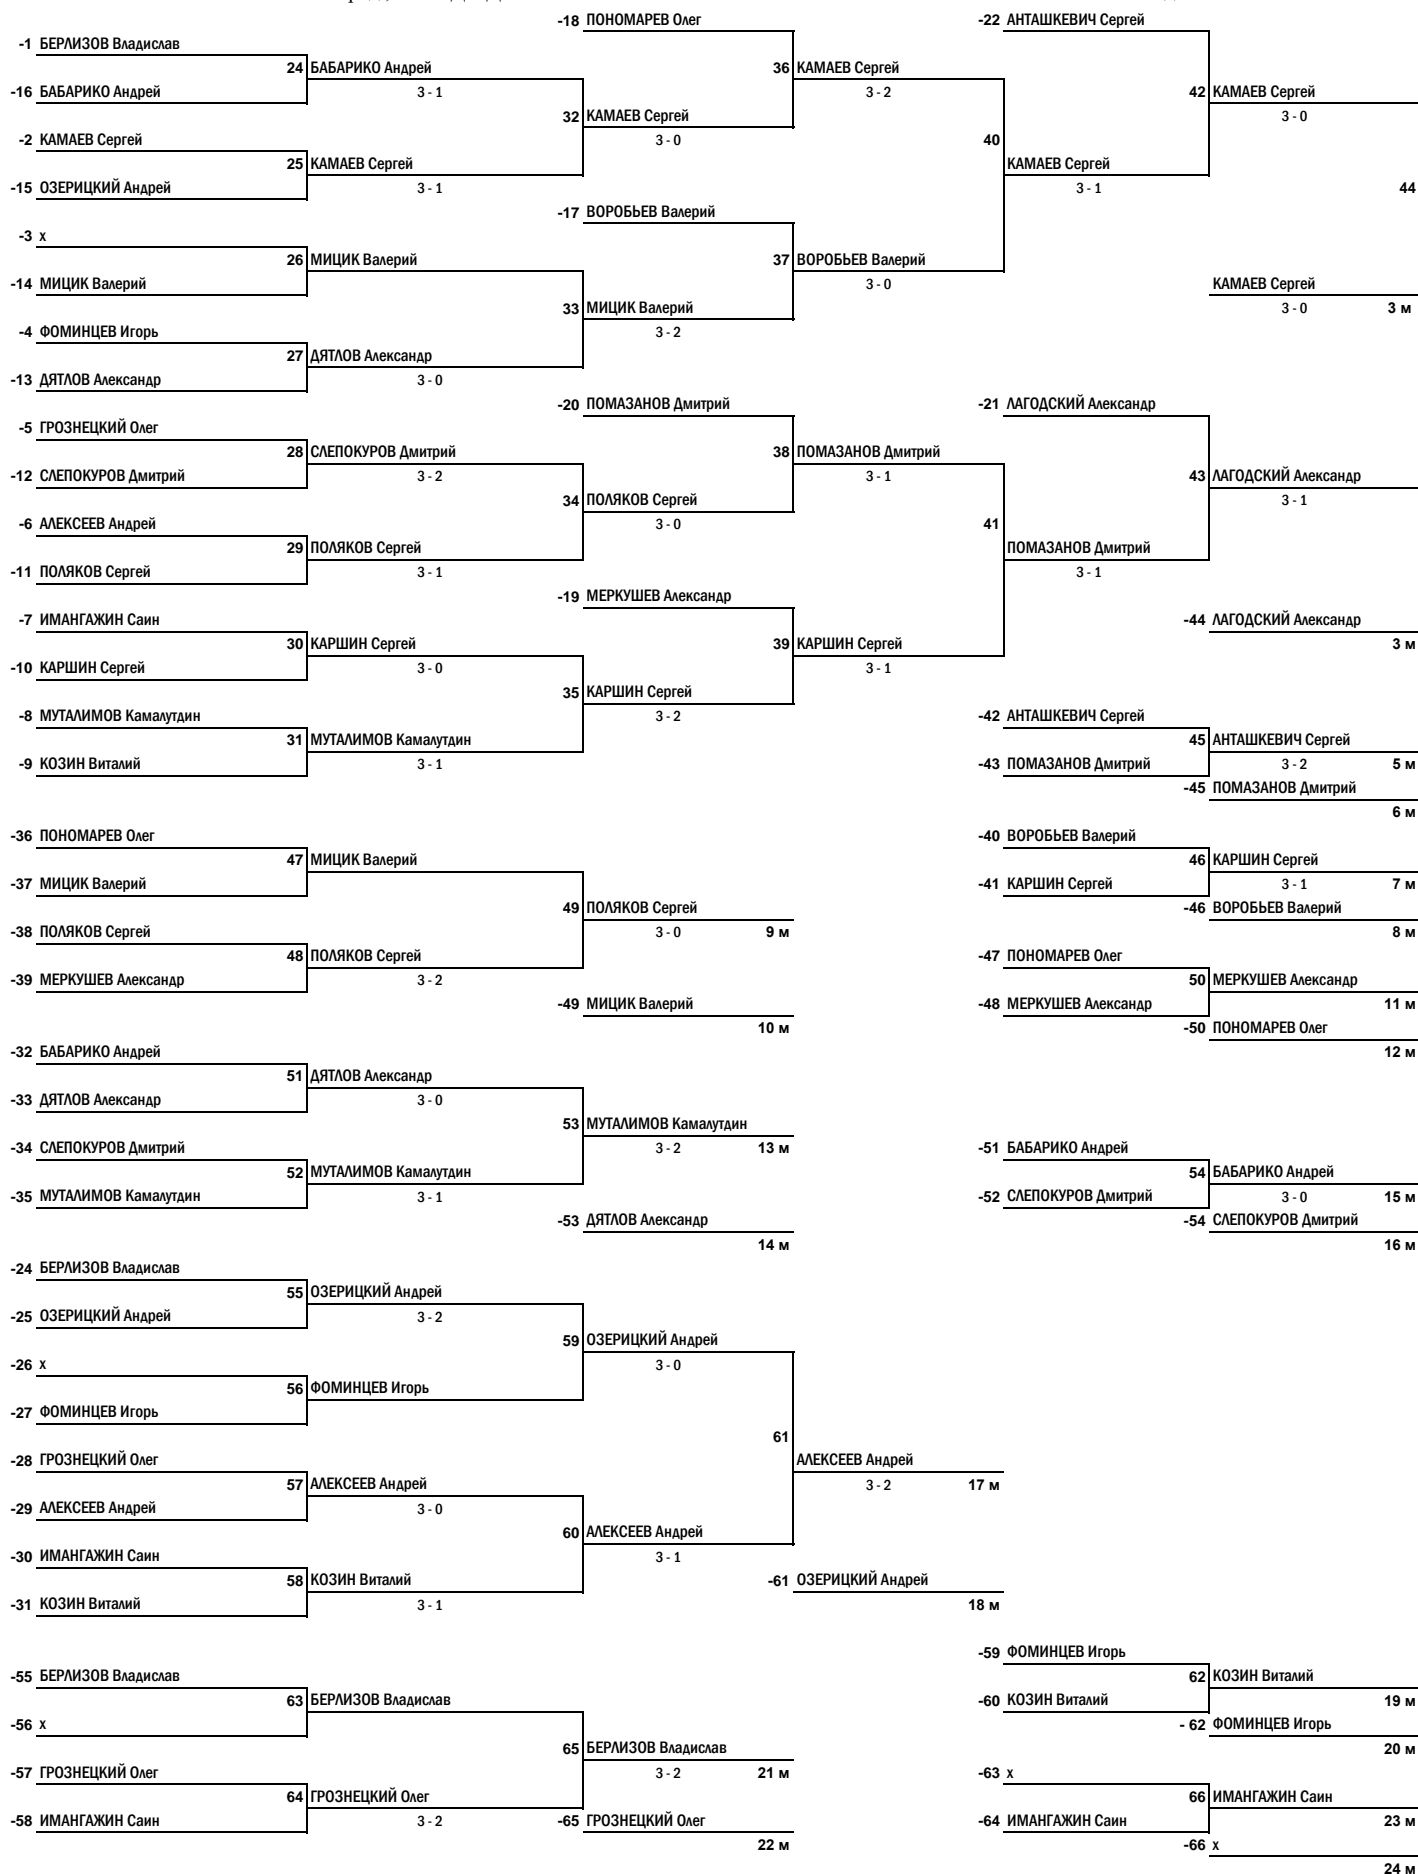 -18 ПОНОМАРЕВ Олег
-22 АНТАШКЕВИЧ Сергей
-1 БЕРЛИЗОВ Владислав
24 БАБАРИКО Андрей
36 КАМАЕВ Сергей
-16 БАБАРИКО Андрей
3 - 1
3 - 2
42 КАМАЕВ Сергей
32 КАМАЕВ Сергей
3 - 0
-2 КАМАЕВ Сергей
3 - 0
40
25 КАМАЕВ Сергей
КАМАЕВ Сергей
-15 ОЗЕРИЦКИЙ Андрей
3 - 1
3 - 1
44
-17 ВОРОБЬЕВ Валерий
-3 х
26 МИЦИК Валерий
37 ВОРОБЬЕВ Валерий
-14 МИЦИК Валерий
3 - 0
КАМАЕВ Сергей
33 МИЦИК Валерий
3 - 0
3 м
-4 ФОМИНЦЕВ Игорь
3 - 2
27 ДЯТЛОВ Александр
-13 ДЯТЛОВ Александр
3 - 0
-20 ПОМАЗАНОВ Дмитрий
-21 ЛАГОДСКИЙ Александр
-5 ГРОЗНЕЦКИЙ Олег
28 СЛЕПОКУРОВ Дмитрий
38 ПОМАЗАНОВ Дмитрий
-12 СЛЕПОКУРОВ Дмитрий
3 - 2
3 - 1
43 ЛАГОДСКИЙ Александр
34 ПОЛЯКОВ Сергей
3 - 1
-6 АЛЕКСЕЕВ Андрей
3 - 0
41
29 ПОЛЯКОВ Сергей
ПОМАЗАНОВ Дмитрий
-11 ПОЛЯКОВ Сергей
3 - 1
3 - 1
-19 МЕРКУШЕВ Александр
-7 ИМАНГАЖИН Саин
-44 ЛАГОДСКИЙ Александр
30 КАРШИН Сергей
39 КАРШИН Сергей
3 м
-10 КАРШИН Сергей
3 - 0
3 - 1
35 КАРШИН Сергей
-8 МУТАЛИМОВ Камалутдин
3 - 2
-42 АНТАШКЕВИЧ Сергей
31 МУТАЛИМОВ Камалутдин
45 АНТАШКЕВИЧ Сергей
-9 КОЗИН Виталий
3 - 1
-43 ПОМАЗАНОВ Дмитрий
3 - 2
5 м
-45 ПОМАЗАНОВ Дмитрий
6 м
-36 ПОНОМАРЕВ Олег
-40 ВОРОБЬЕВ Валерий
47 МИЦИК Валерий
46 КАРШИН Сергей
-37 МИЦИК Валерий
-41 КАРШИН Сергей
3 - 1
7 м
49 ПОЛЯКОВ Сергей
-46 ВОРОБЬЕВ Валерий
-38 ПОЛЯКОВ Сергей
3 - 0
9 м
8 м
48 ПОЛЯКОВ Сергей
-47 ПОНОМАРЕВ Олег
-39 МЕРКУШЕВ Александр
3 - 2
50 МЕРКУШЕВ Александр
-49 МИЦИК Валерий
-48 МЕРКУШЕВ Александр
11 м
10 м
-50 ПОНОМАРЕВ Олег
-32 БАБАРИКО Андрей
12 м
51 ДЯТЛОВ Александр
-33 ДЯТЛОВ Александр
3 - 0
53 МУТАЛИМОВ Камалутдин
-34 СЛЕПОКУРОВ Дмитрий
3 - 2
13 м
-51 БАБАРИКО Андрей
52 МУТАЛИМОВ Камалутдин
54 БАБАРИКО Андрей
-35 МУТАЛИМОВ Камалутдин
3 - 1
-52 СЛЕПОКУРОВ Дмитрий
3 - 0
15 м
-53 ДЯТЛОВ Александр
-54 СЛЕПОКУРОВ Дмитрий
14 м
16 м
-24 БЕРЛИЗОВ Владислав
55 ОЗЕРИЦКИЙ Андрей
-25 ОЗЕРИЦКИЙ Андрей
3 - 2
59 ОЗЕРИЦКИЙ Андрей
-26 х
3 - 0
56 ФОМИНЦЕВ Игорь
-27 ФОМИНЦЕВ Игорь
61
-28 ГРОЗНЕЦКИЙ Олег
АЛЕКСЕЕВ Андрей
57 АЛЕКСЕЕВ Андрей
3 - 2
17 м
-29 АЛЕКСЕЕВ Андрей
3 - 0
60 АЛЕКСЕЕВ Андрей
-30 ИМАНГАЖИН Саин
3 - 1
58 КОЗИН Виталий
-61 ОЗЕРИЦКИЙ Андрей
-31 КОЗИН Виталий
3 - 1
18 м
-59 ФОМИНЦЕВ Игорь
-55 БЕРЛИЗОВ Владислав
62 КОЗИН Виталий
63 БЕРЛИЗОВ Владислав
-60 КОЗИН Виталий
19 м
-56 х
- 62 ФОМИНЦЕВ Игорь
65 БЕРЛИЗОВ Владислав
20 м
-57 ГРОЗНЕЦКИЙ Олег
3 - 2
21 м
-63 х
64 ГРОЗНЕЦКИЙ Олег
66 ИМАНГАЖИН Саин
-58 ИМАНГАЖИН Саин
3 - 2
-65 ГРОЗНЕЦКИЙ Олег
-64 ИМАНГАЖИН Саин
23 м
22 м
-66 х
24 м